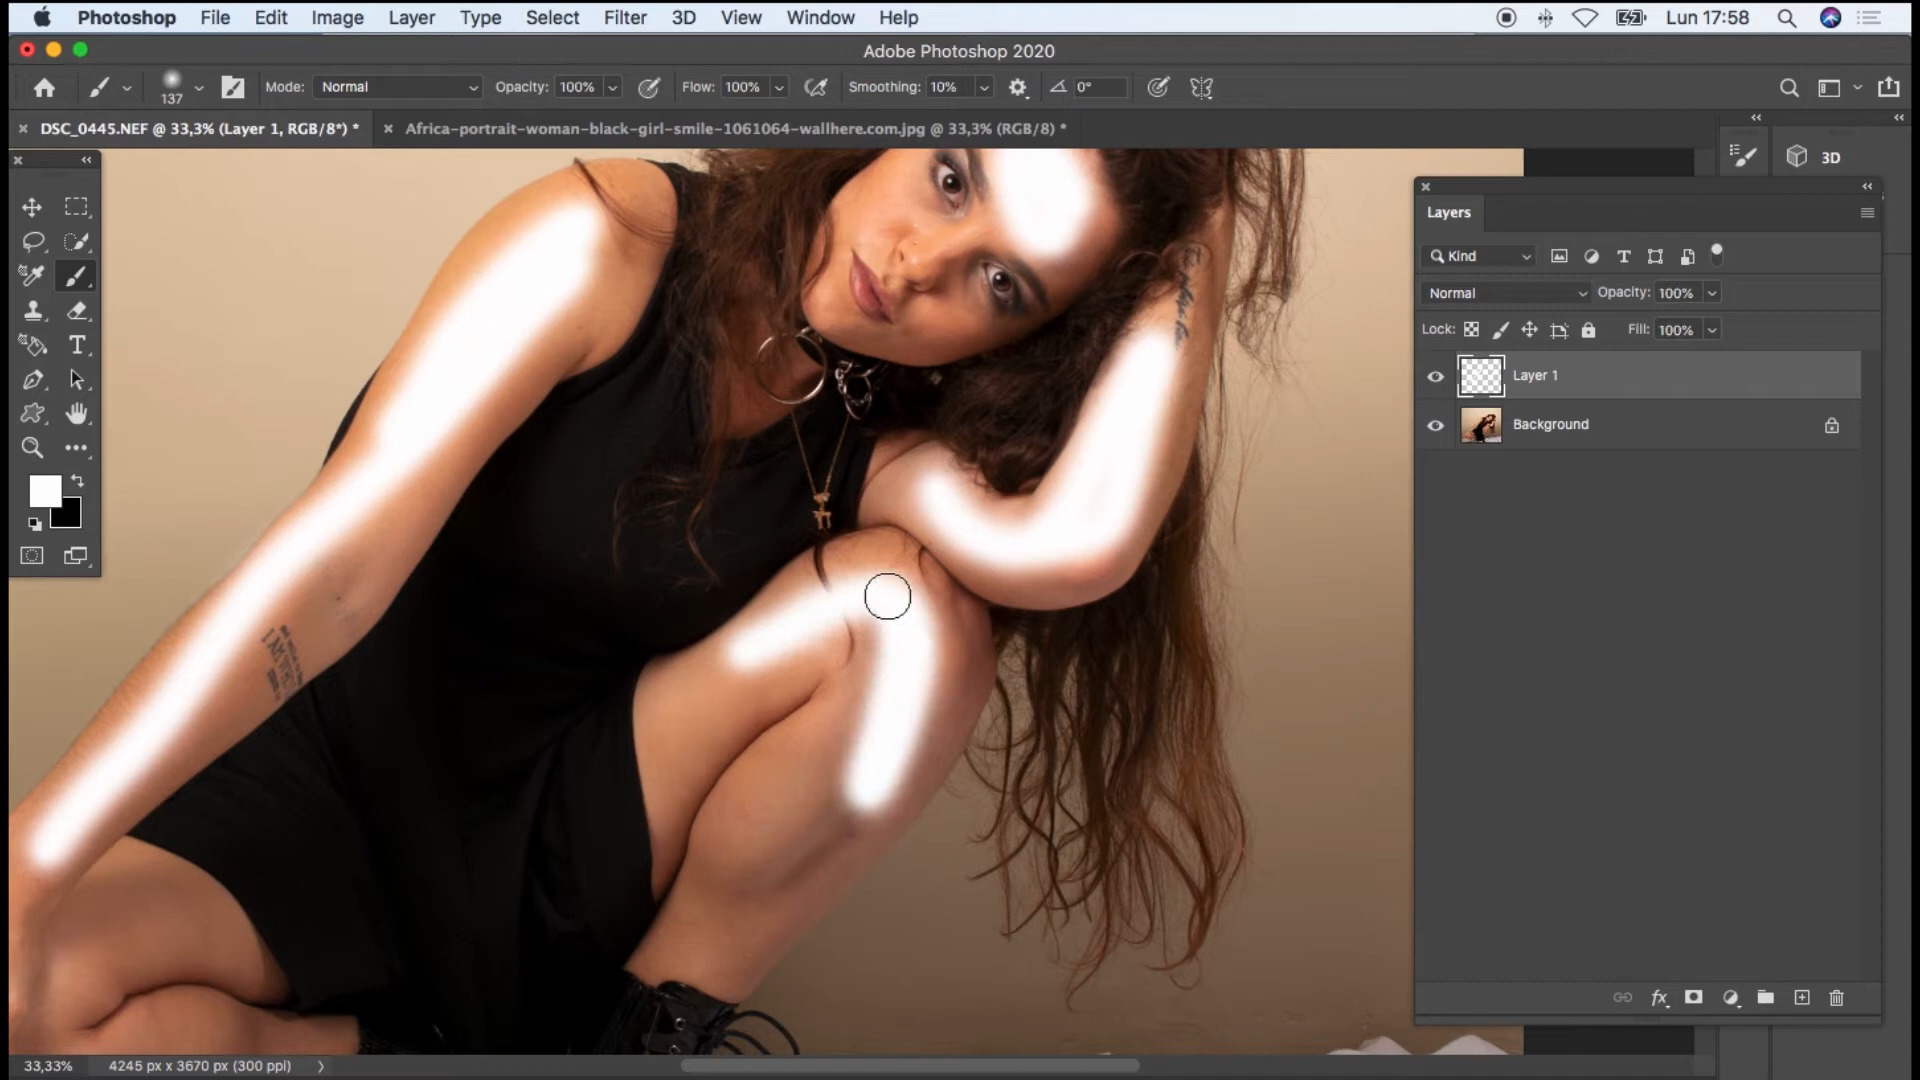 Photoshop File Edit Image Layer Type Select Filter 3D View Window Help Lun 17:58
Adobe Photoshop 2020
137 Mode: Normal Opacity: 100% Flow: 100% Smoothing: 10% 0°
DSC_0445.NEF @ 33,3% (Layer 1, RGB/8*) * Africa-portrait-woman-black-girl-smile-1061064-wallhere.com.jpg @ 33,3% (RGB/8) *
3D
Layers
Kind
Normal Opacity: 100%
Lock: Fill: 100%
Layer 1
Background
33,33% 4245 px x 3670 px (300 ppi)